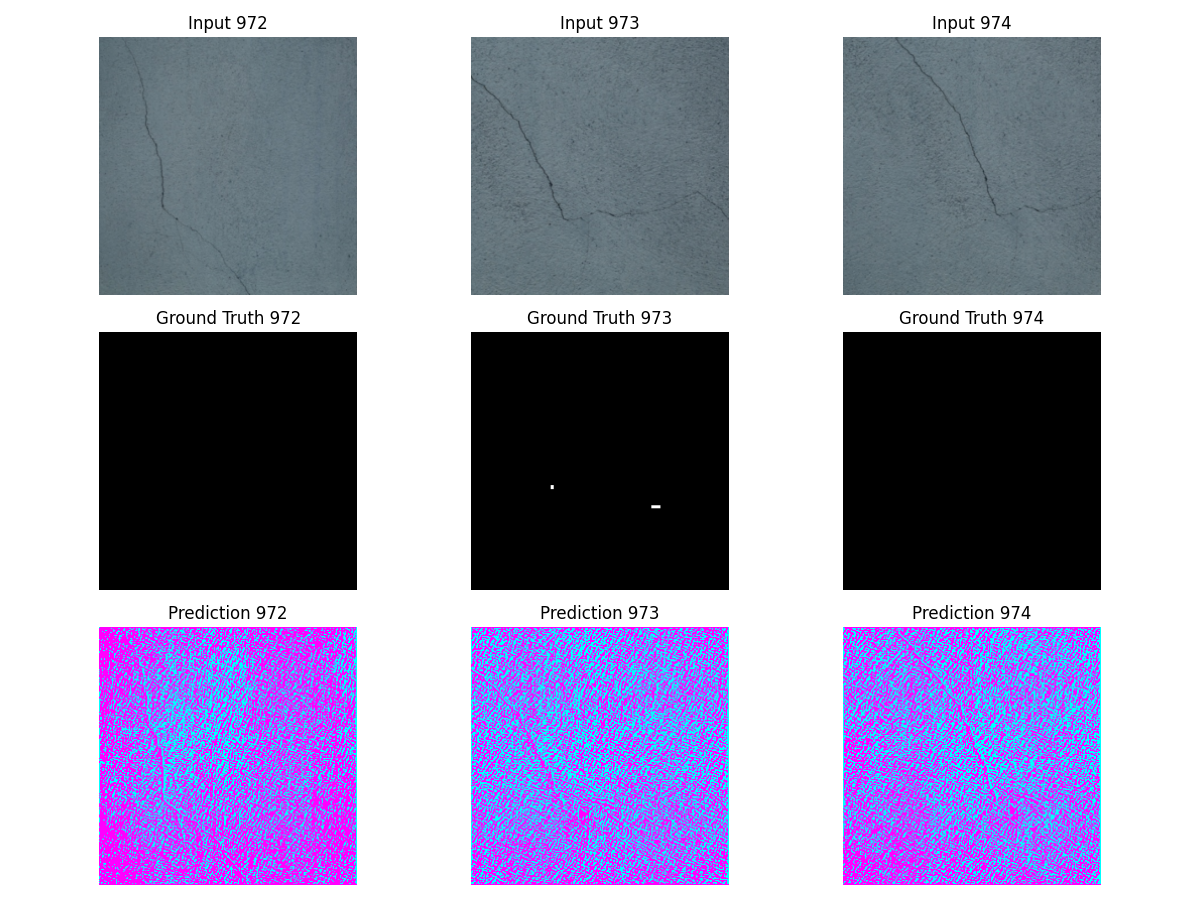 Input 972
Input 973
Input 974
Ground Truth 972
Ground Truth 973
Ground Truth 974
Prediction 972
Prediction 973
Prediction 974